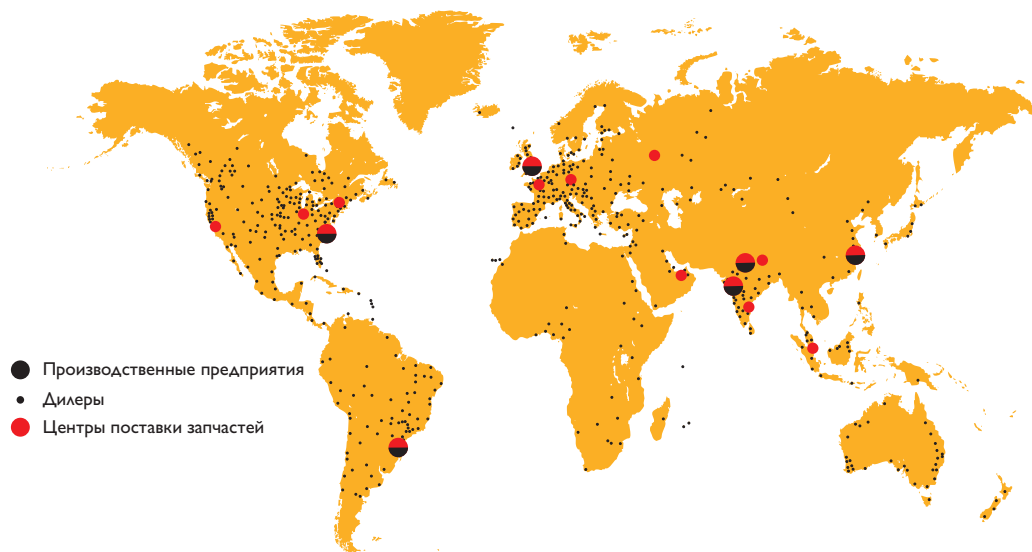 Производственные предприятия
Дилеры
Центры поставки запчастей